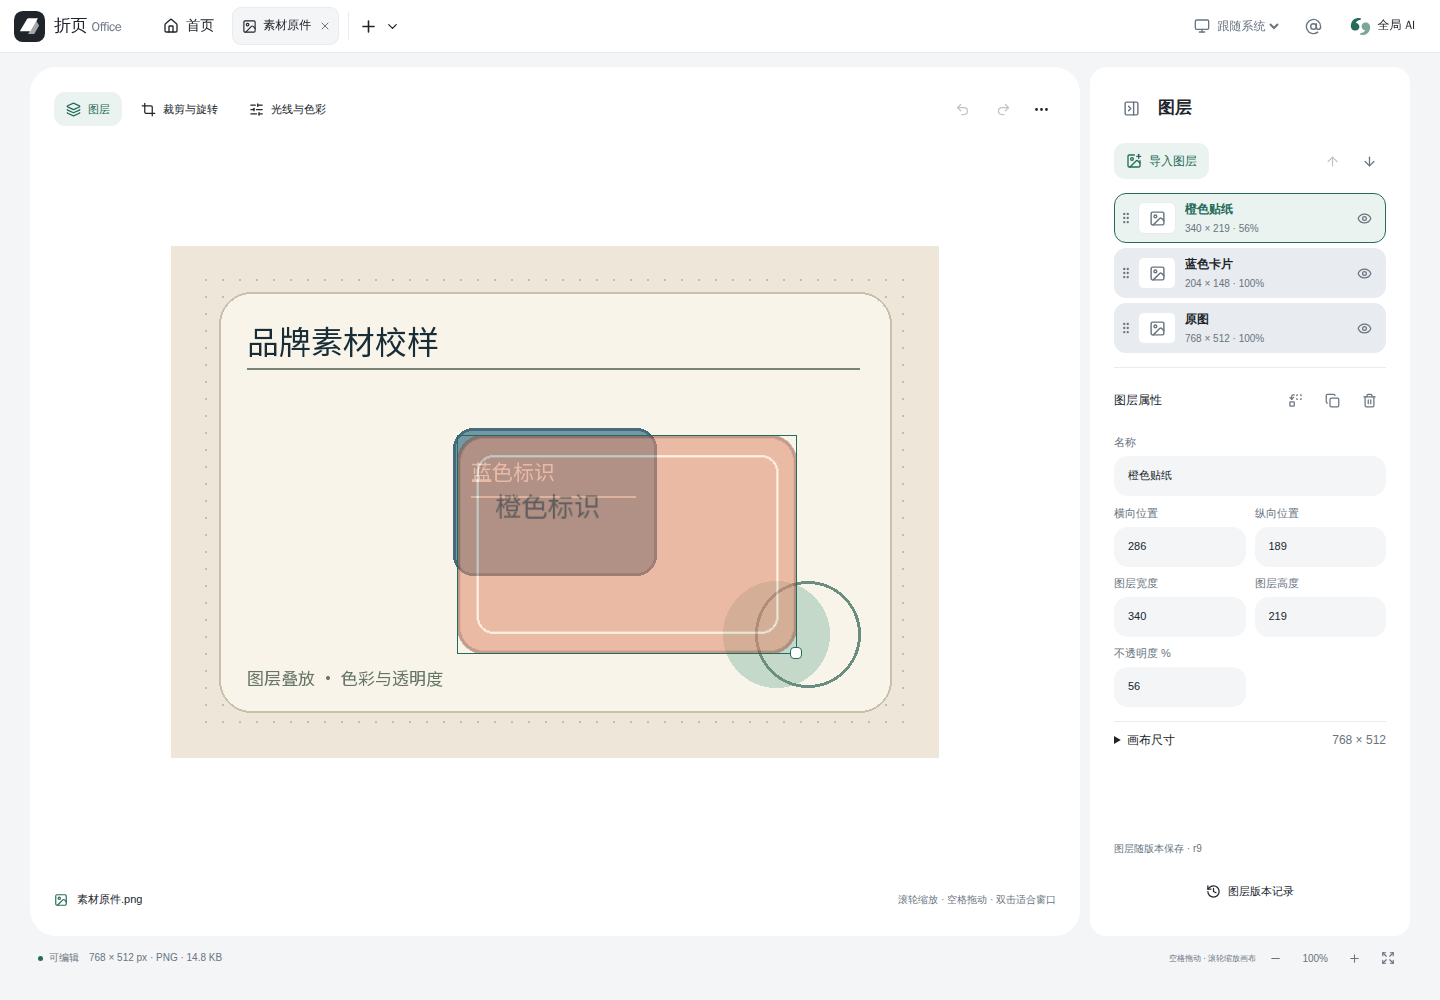 折页 Office
首页
素材原件
跟随系统
全局 AI
图层
裁剪与旋转
光线与色彩
品牌素材校样
蓝色标识
橙色标识
图层叠放 • 色彩与透明度
素材原件.png
滚轮缩放 · 空格拖动 · 双击适合窗口
图层
导入图层
橙色贴纸
340 × 219 · 56%
蓝色卡片
204 × 148 · 100%
原图
768 × 512 · 100%
图层属性
名称
橙色贴纸
横向位置 纵向位置
286 189
图层宽度 图层高度
340 219
不透明度 %
56
画布尺寸 768 × 512
图层随版本保存 · r9
图层版本记录
可编辑 768 × 512 px · PNG · 14.8 KB
空格拖动 · 滚轮缩放画布
100%